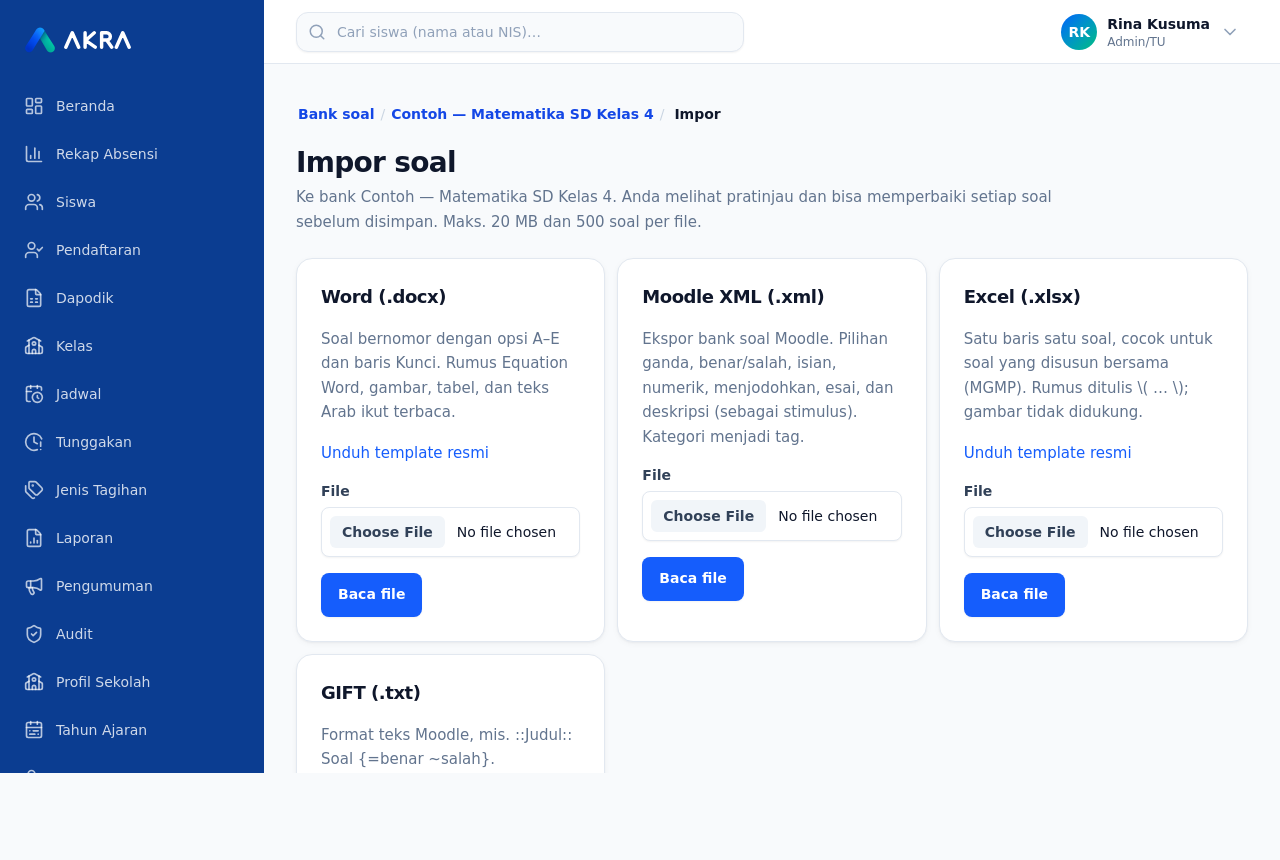 AKRA
Cari siswa (nama atau NIS)…
RK
Rina Kusuma
Admin/TU
Beranda
Rekap Absensi
Siswa
Pendaftaran
Dapodik
Kelas
Jadwal
Tunggakan
Jenis Tagihan
Laporan
Pengumuman
Audit
Profil Sekolah
Tahun Ajaran
Bank soal / Contoh — Matematika SD Kelas 4 / Impor
Impor soal
Ke bank Contoh — Matematika SD Kelas 4. Anda melihat pratinjau dan bisa memperbaiki setiap soal
sebelum disimpan. Maks. 20 MB dan 500 soal per file.
Word (.docx)
Soal bernomor dengan opsi A–E
dan baris Kunci. Rumus Equation
Word, gambar, tabel, dan teks
Arab ikut terbaca.
Unduh template resmi
File
Choose File No file chosen
Baca file
Moodle XML (.xml)
Ekspor bank soal Moodle. Pilihan
ganda, benar/salah, isian,
numerik, menjodohkan, esai, dan
deskripsi (sebagai stimulus).
Kategori menjadi tag.
File
Choose File No file chosen
Baca file
Excel (.xlsx)
Satu baris satu soal, cocok untuk
soal yang disusun bersama
(MGMP). Rumus ditulis \( … \);
gambar tidak didukung.
Unduh template resmi
File
Choose File No file chosen
Baca file
GIFT (.txt)
Format teks Moodle, mis. ::Judul::
Soal {=benar ~salah}.